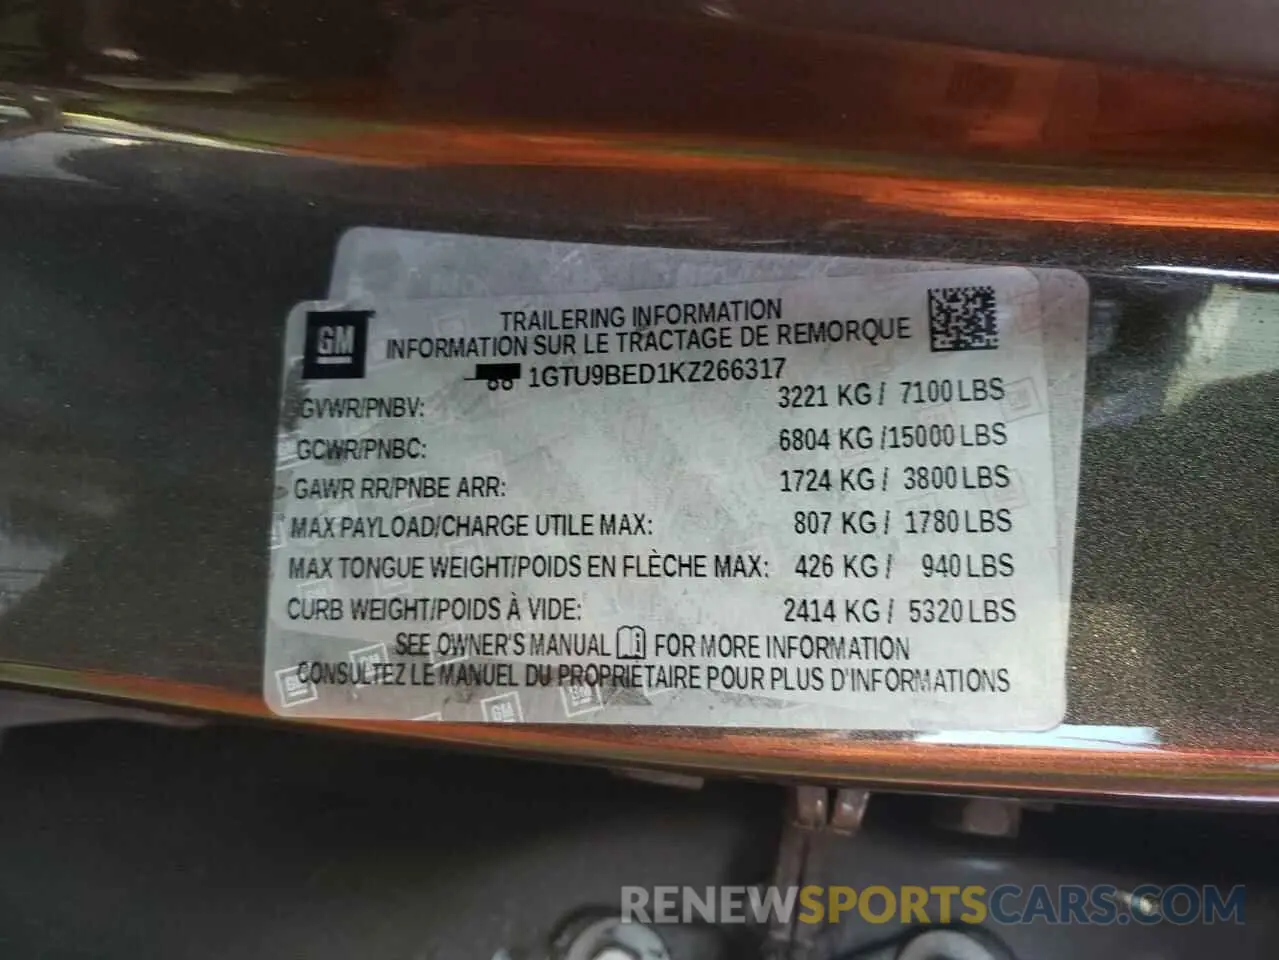 GM
TRAILERING INFORMATION
INFORMATION SUR LE TRACTAGE DE REMORQUE
1GTU9BED1KZ266317
GVWR/PNBV: 3221 KG / 7100 LBS
GCWR/PNBC: 6804 KG /15000 LBS
GAWR RR/PNBE ARR: 1724 KG / 3800 LBS
MAX PAYLOAD/CHARGE UTILE MAX: 807 KG / 1780 LBS
MAX TONGUE WEIGHT/POIDS EN FLÈCHE MAX: 426 KG / 940 LBS
CURB WEIGHT/POIDS À VIDE: 2414 KG / 5320 LBS
SEE OWNER'S MANUAL FOR MORE INFORMATION
CONSULTEZ LE MANUEL DU PROPRIÉTAIRE POUR PLUS D'INFORMATIONS
GM GM GM
RENEWSPORTSCARS.COM